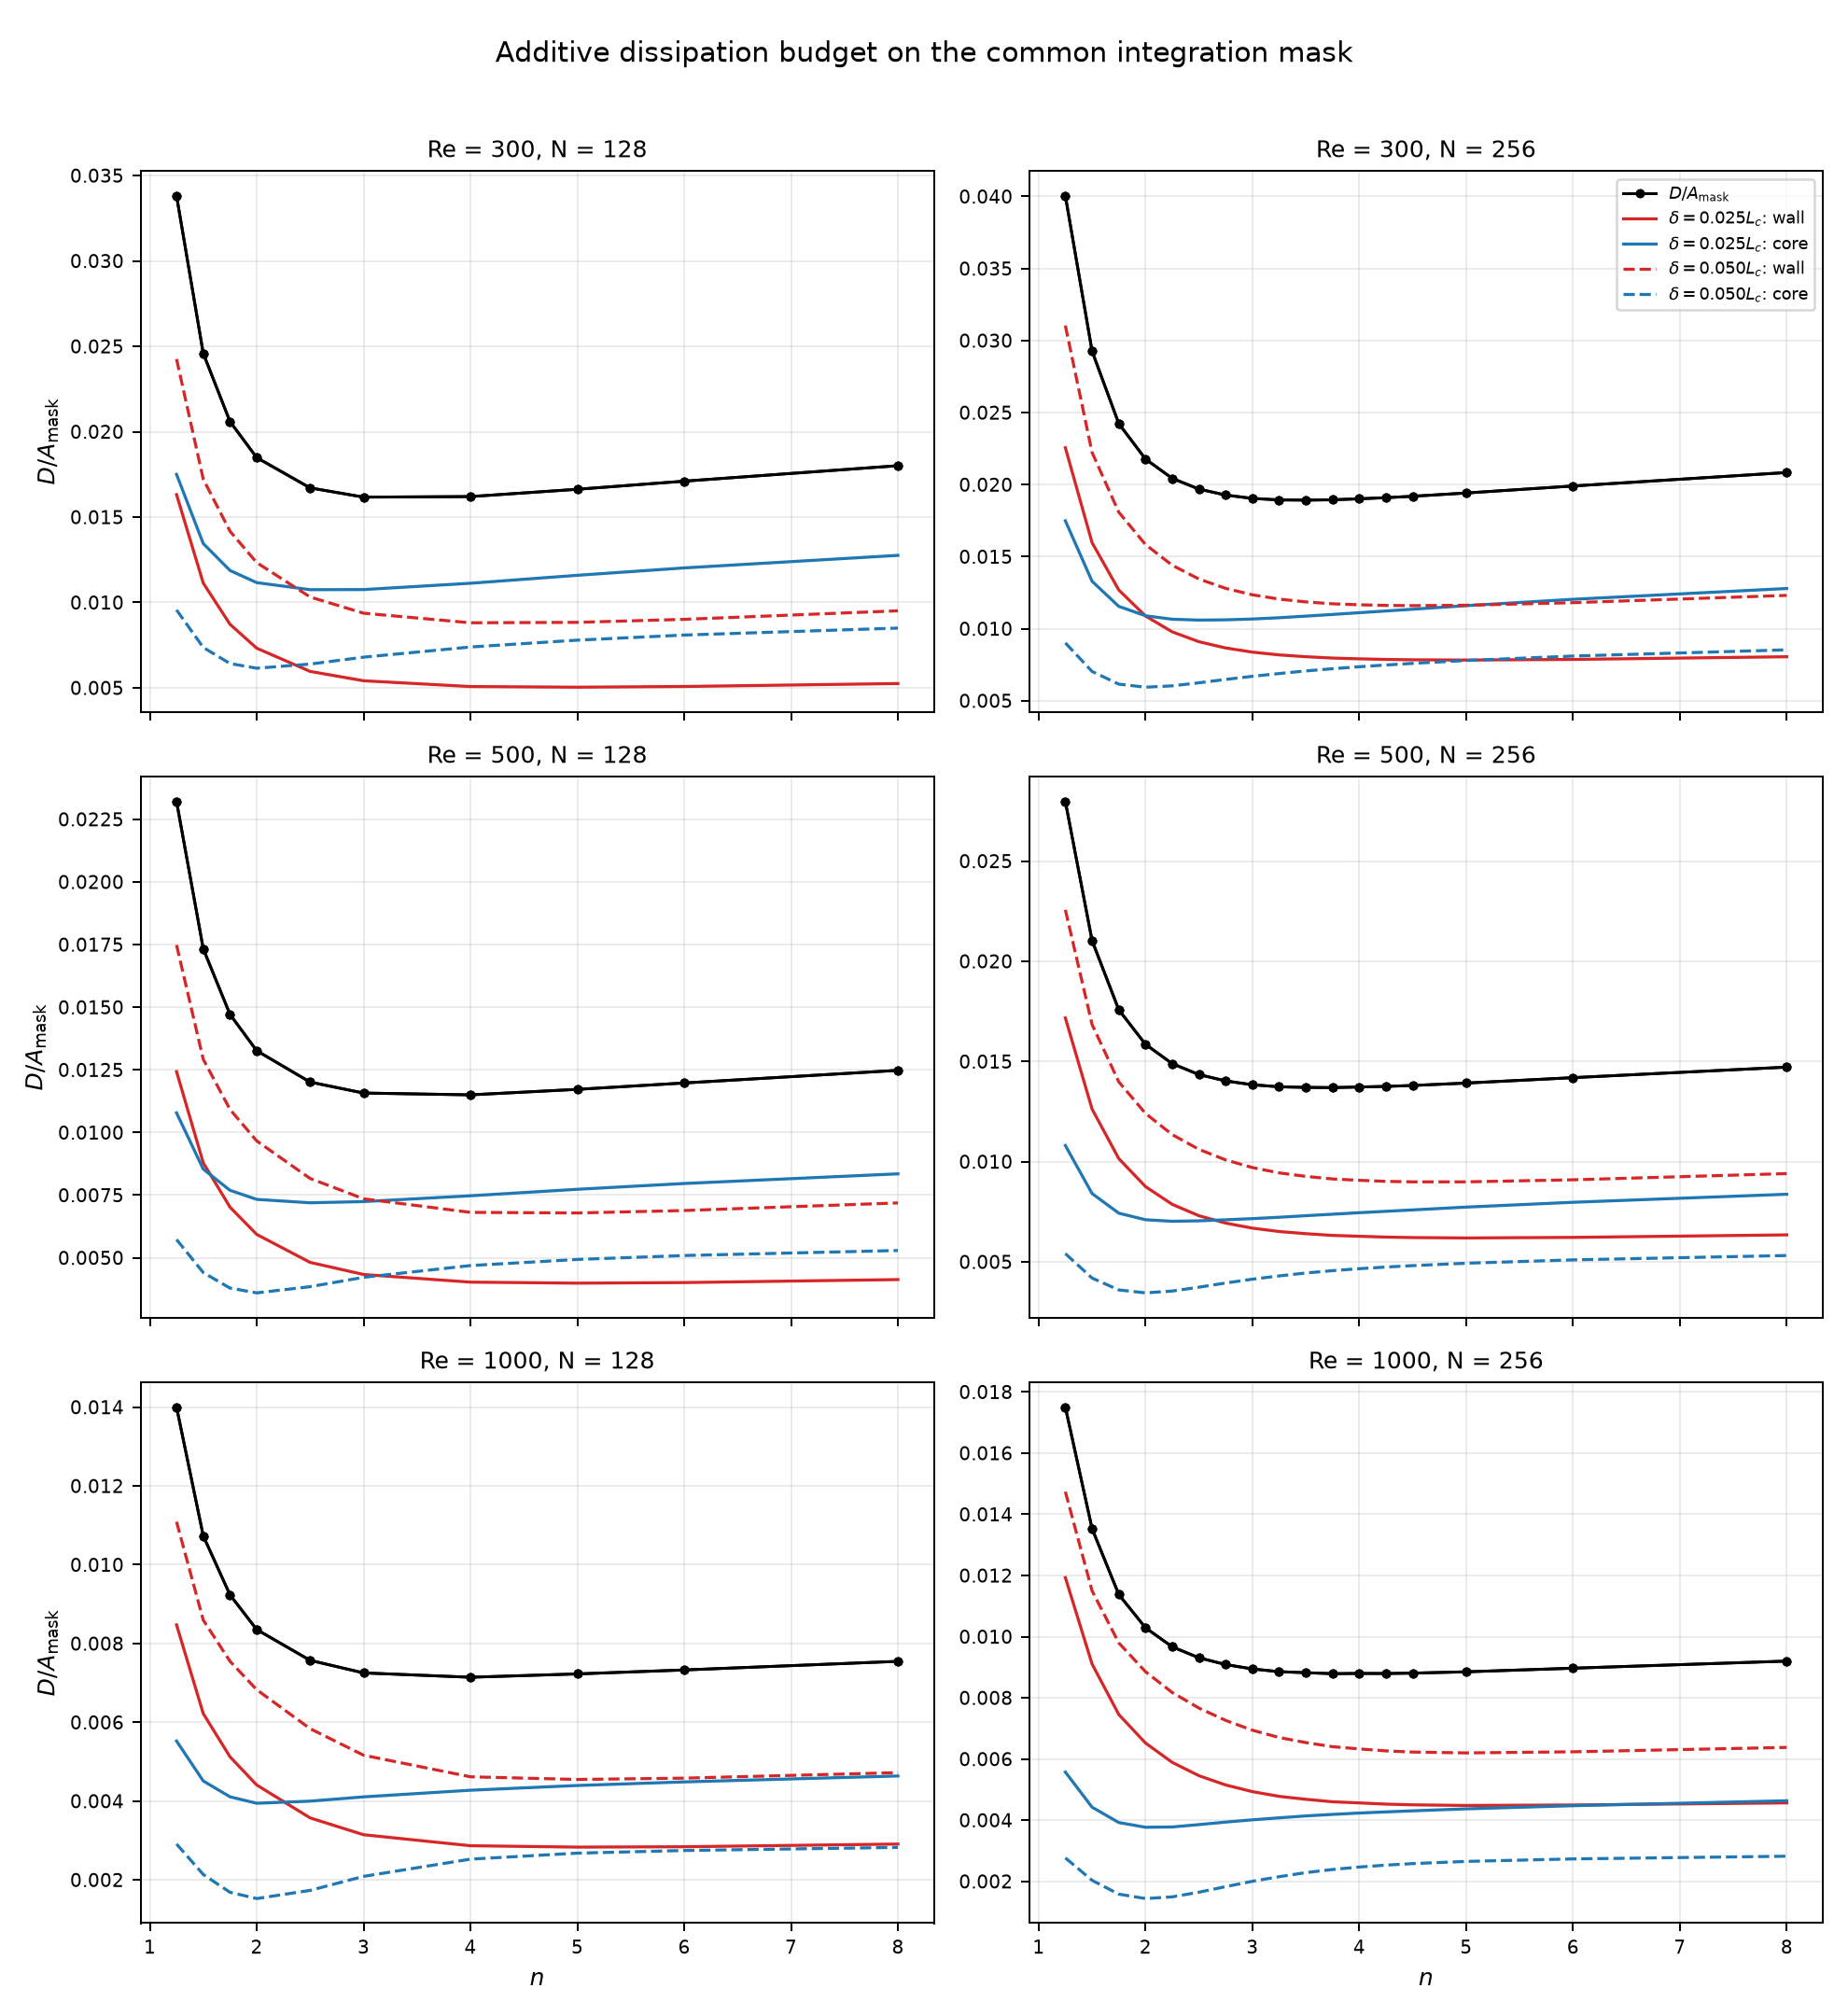 Additive dissipation budget on the common integration mask
Re = 300, N = 128
0.035
0.030
0.025
0.020
0.015
0.010
0.005
D/A_mask
Re = 300, N = 256
0.040
0.035
0.030
0.025
0.020
0.015
0.010
0.005
D/A_mask
δ = 0.025L_c: wall
δ = 0.025L_c: core
δ = 0.050L_c: wall
δ = 0.050L_c: core
Re = 500, N = 128
0.0225
0.0200
0.0175
0.0150
0.0125
0.0100
0.0075
0.0050
D/A_mask
Re = 500, N = 256
0.025
0.020
0.015
0.010
0.005
Re = 1000, N = 128
0.014
0.012
0.010
0.008
0.006
0.004
0.002
D/A_mask
1 2 3 4 5 6 7 8
n
Re = 1000, N = 256
0.018
0.016
0.014
0.012
0.010
0.008
0.006
0.004
0.002
1 2 3 4 5 6 7 8
n